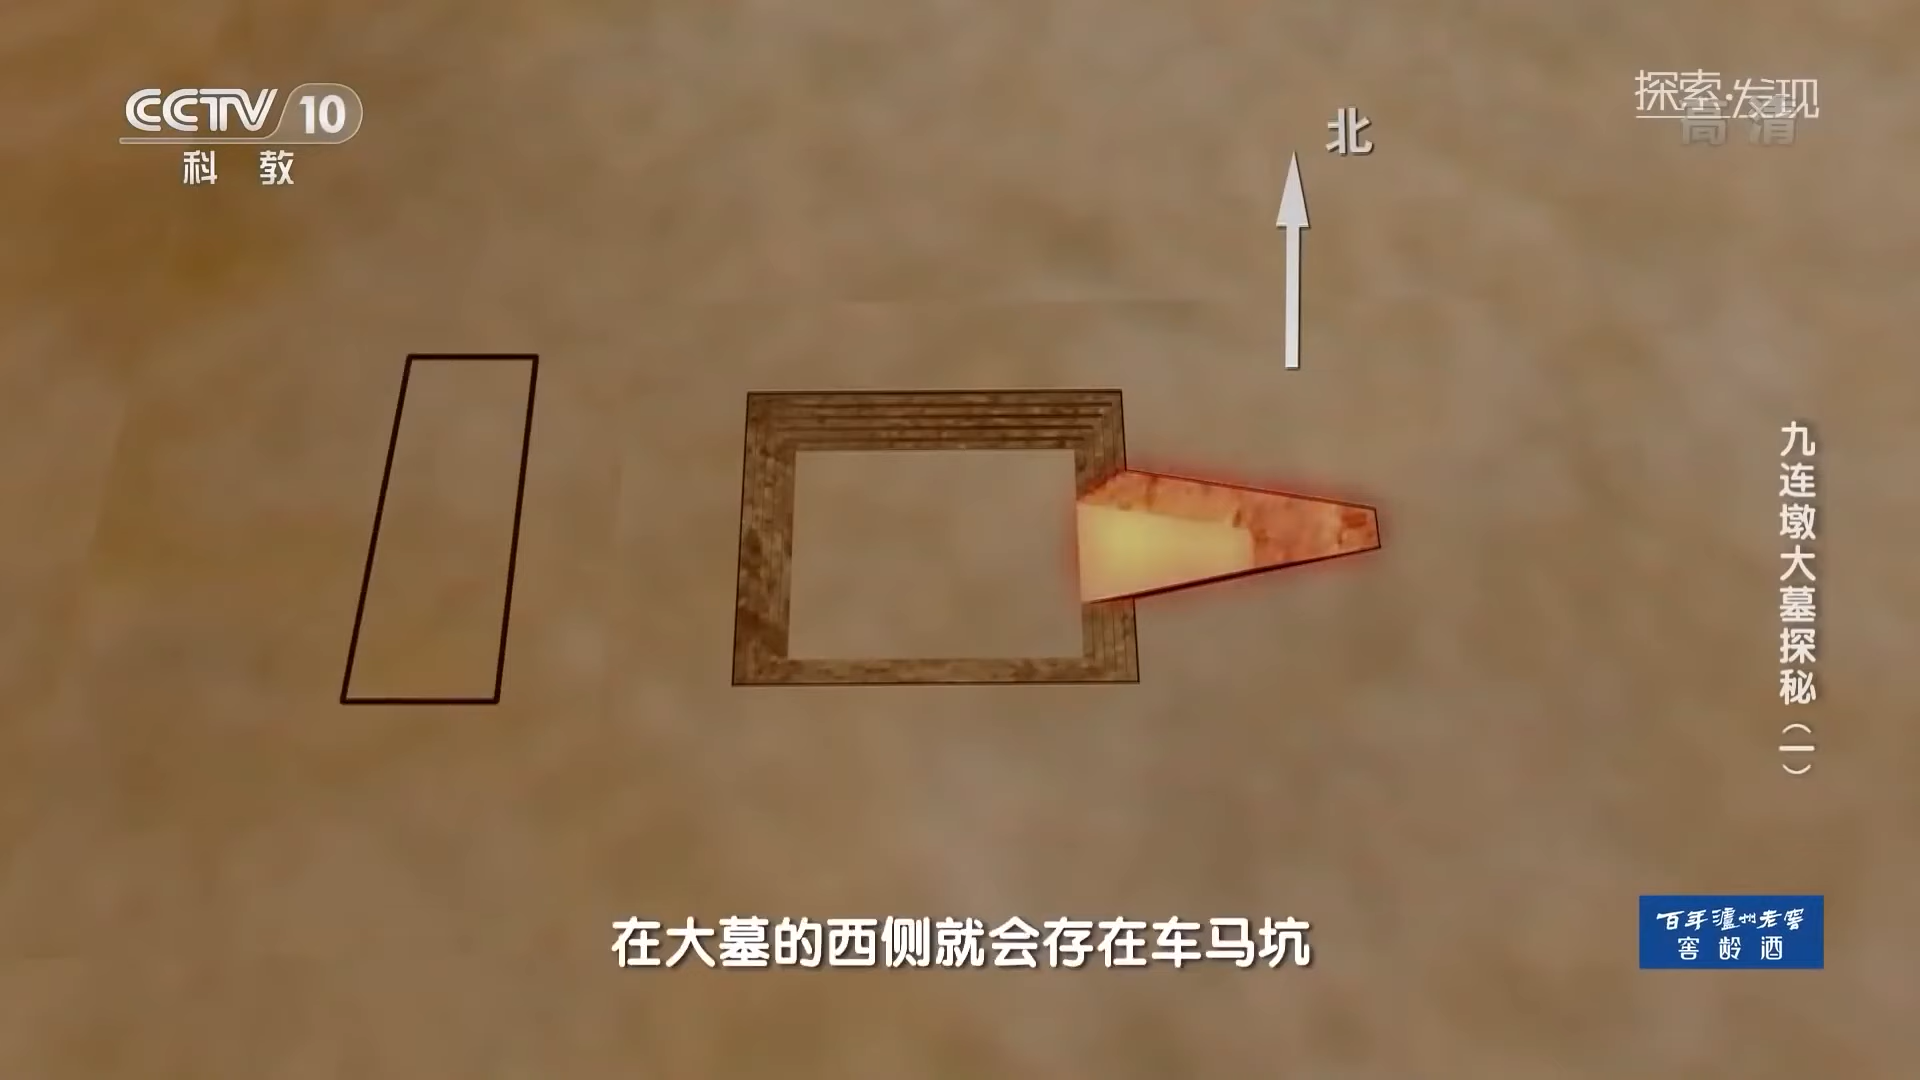 CCTV 10
科 教
探索·发现
高清
北
九连墩大墓探秘（一）
在大墓的西侧就会存在车马坑
百年泸州老窖
窖龄酒